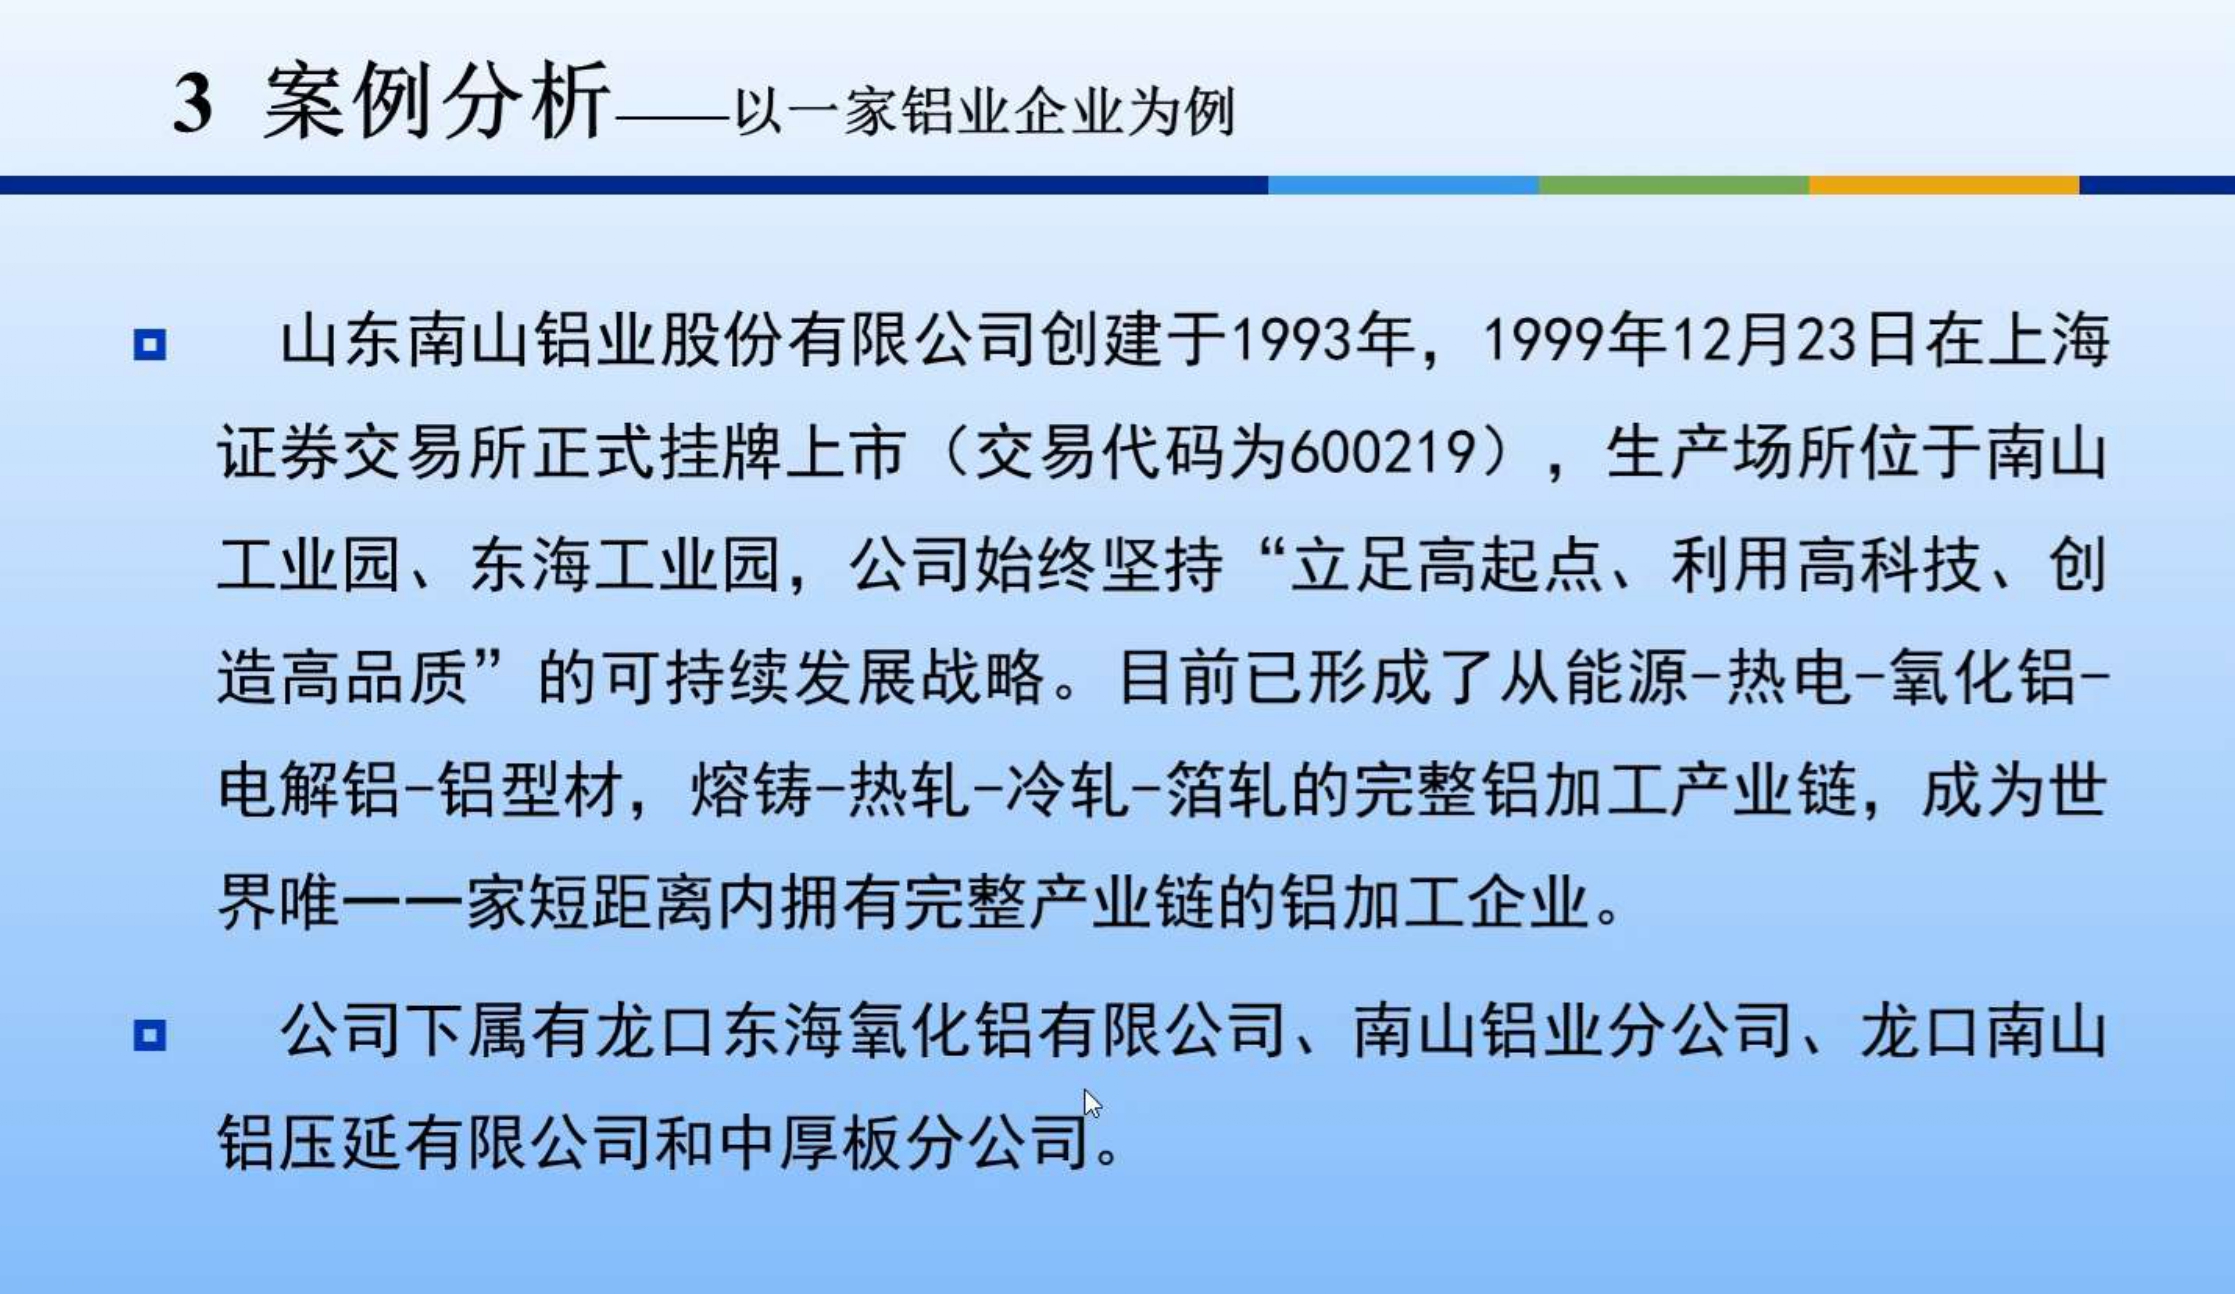 3 案例分析——以一家铝业企业为例
山东南山铝业股份有限公司创建于1993年，1999年12月23日在上海
证券交易所正式挂牌上市（交易代码为600219），生产场所位于南山
工业园、东海工业园，公司始终坚持“立足高起点、利用高科技、创
造高品质”的可持续发展战略。目前已形成了从能源-热电-氧化铝-
电解铝-铝型材，熔铸-热轧-冷轧-箔轧的完整铝加工产业链，成为世
界唯一一家短距离内拥有完整产业链的铝加工企业。
公司下属有龙口东海氧化铝有限公司、南山铝业分公司、龙口南山
铝压延有限公司和中厚板分公司。